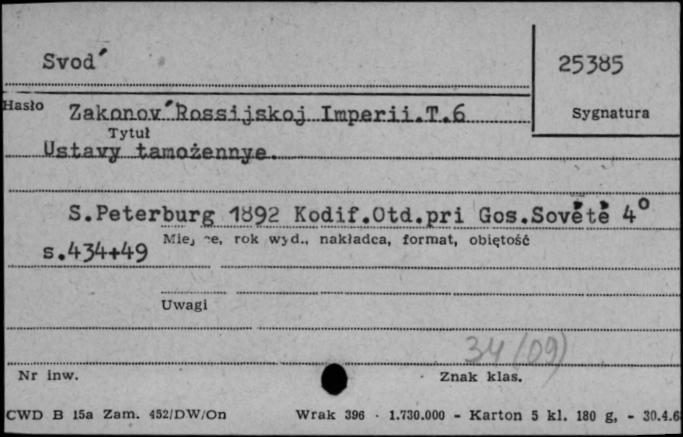 Svod´
25385
Hasło
Zakonov´Rossijskoj Imperii.T.6
Sygnatura
Tytuł
Ustavy tamożennye.
S.Peterburg 1892 Kodif.Otd.pri Gos.Sovětě 4°
Miejsce, rok wyd., nakładca, format, objętość
s.434+49
Uwagi
34 (09)
Nr inw.
Znak klas.
CWD B 15a Zam. 452/DW/On Wrak 396 · 1.730.000 - Karton 5 kl. 180 g, - 30.4.6